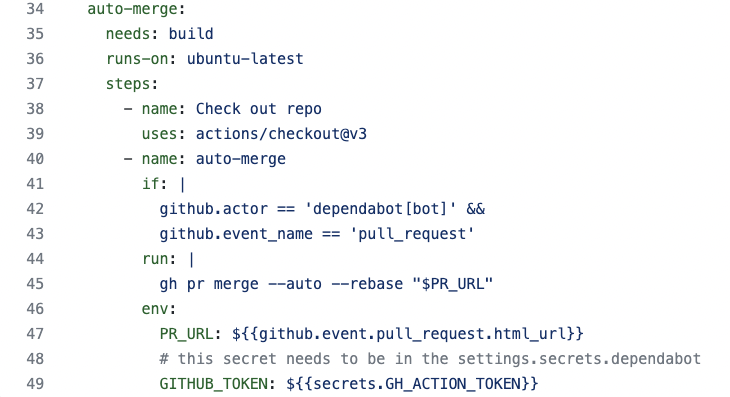 34 auto-merge:
35 needs: build
36 runs-on: ubuntu-latest
37 steps:
38 - name: Check out repo
39 uses: actions/checkout@v3
40 - name: auto-merge
41 if: |
42 github.actor == 'dependabot[bot]' &&
43 github.event_name == 'pull_request'
44 run: |
45 gh pr merge --auto --rebase "$PR_URL"
46 env:
47 PR_URL: ${{github.event.pull_request.html_url}}
48 # this secret needs to be in the settings.secrets.dependabot
49 GITHUB_TOKEN: ${{secrets.GH_ACTION_TOKEN}}